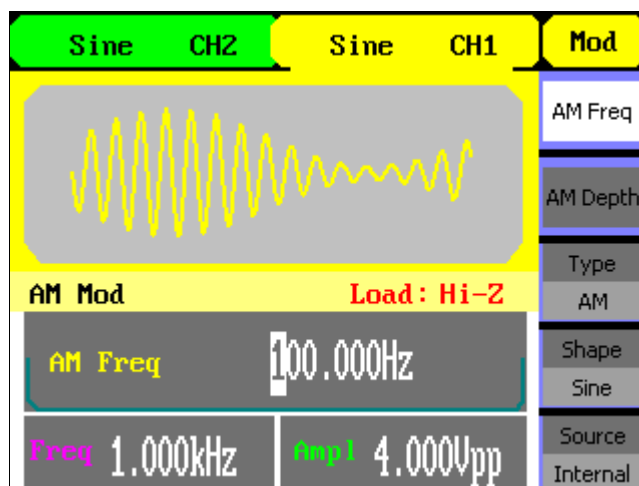 Sine CH2 Sine CH1 Mod
AM Freq
AM Depth
Type
AM
AM Mod Load: Hi-Z
Shape
Sine
AM Freq 100.000Hz
Source
Internal
Freq 1.000kHz Ampl 4.000Vpp